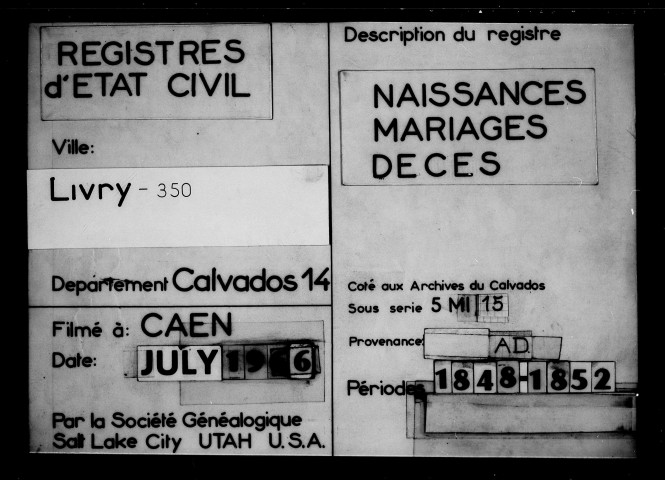 REGISTRES
d'ETAT CIVIL
Ville:
Livry - 350
Departement Calvados 14
Filmé à: CAEN
Date: JULY 1966
Par la Société Généalogique
Salt Lake City UTAH U.S.A.
Description du registre
NAISSANCES
MARIAGES
DECES
Coté aux Archives du Calvados
Sous serie 5 MI 15
Provenance: AD.
Périodes 1848-1852